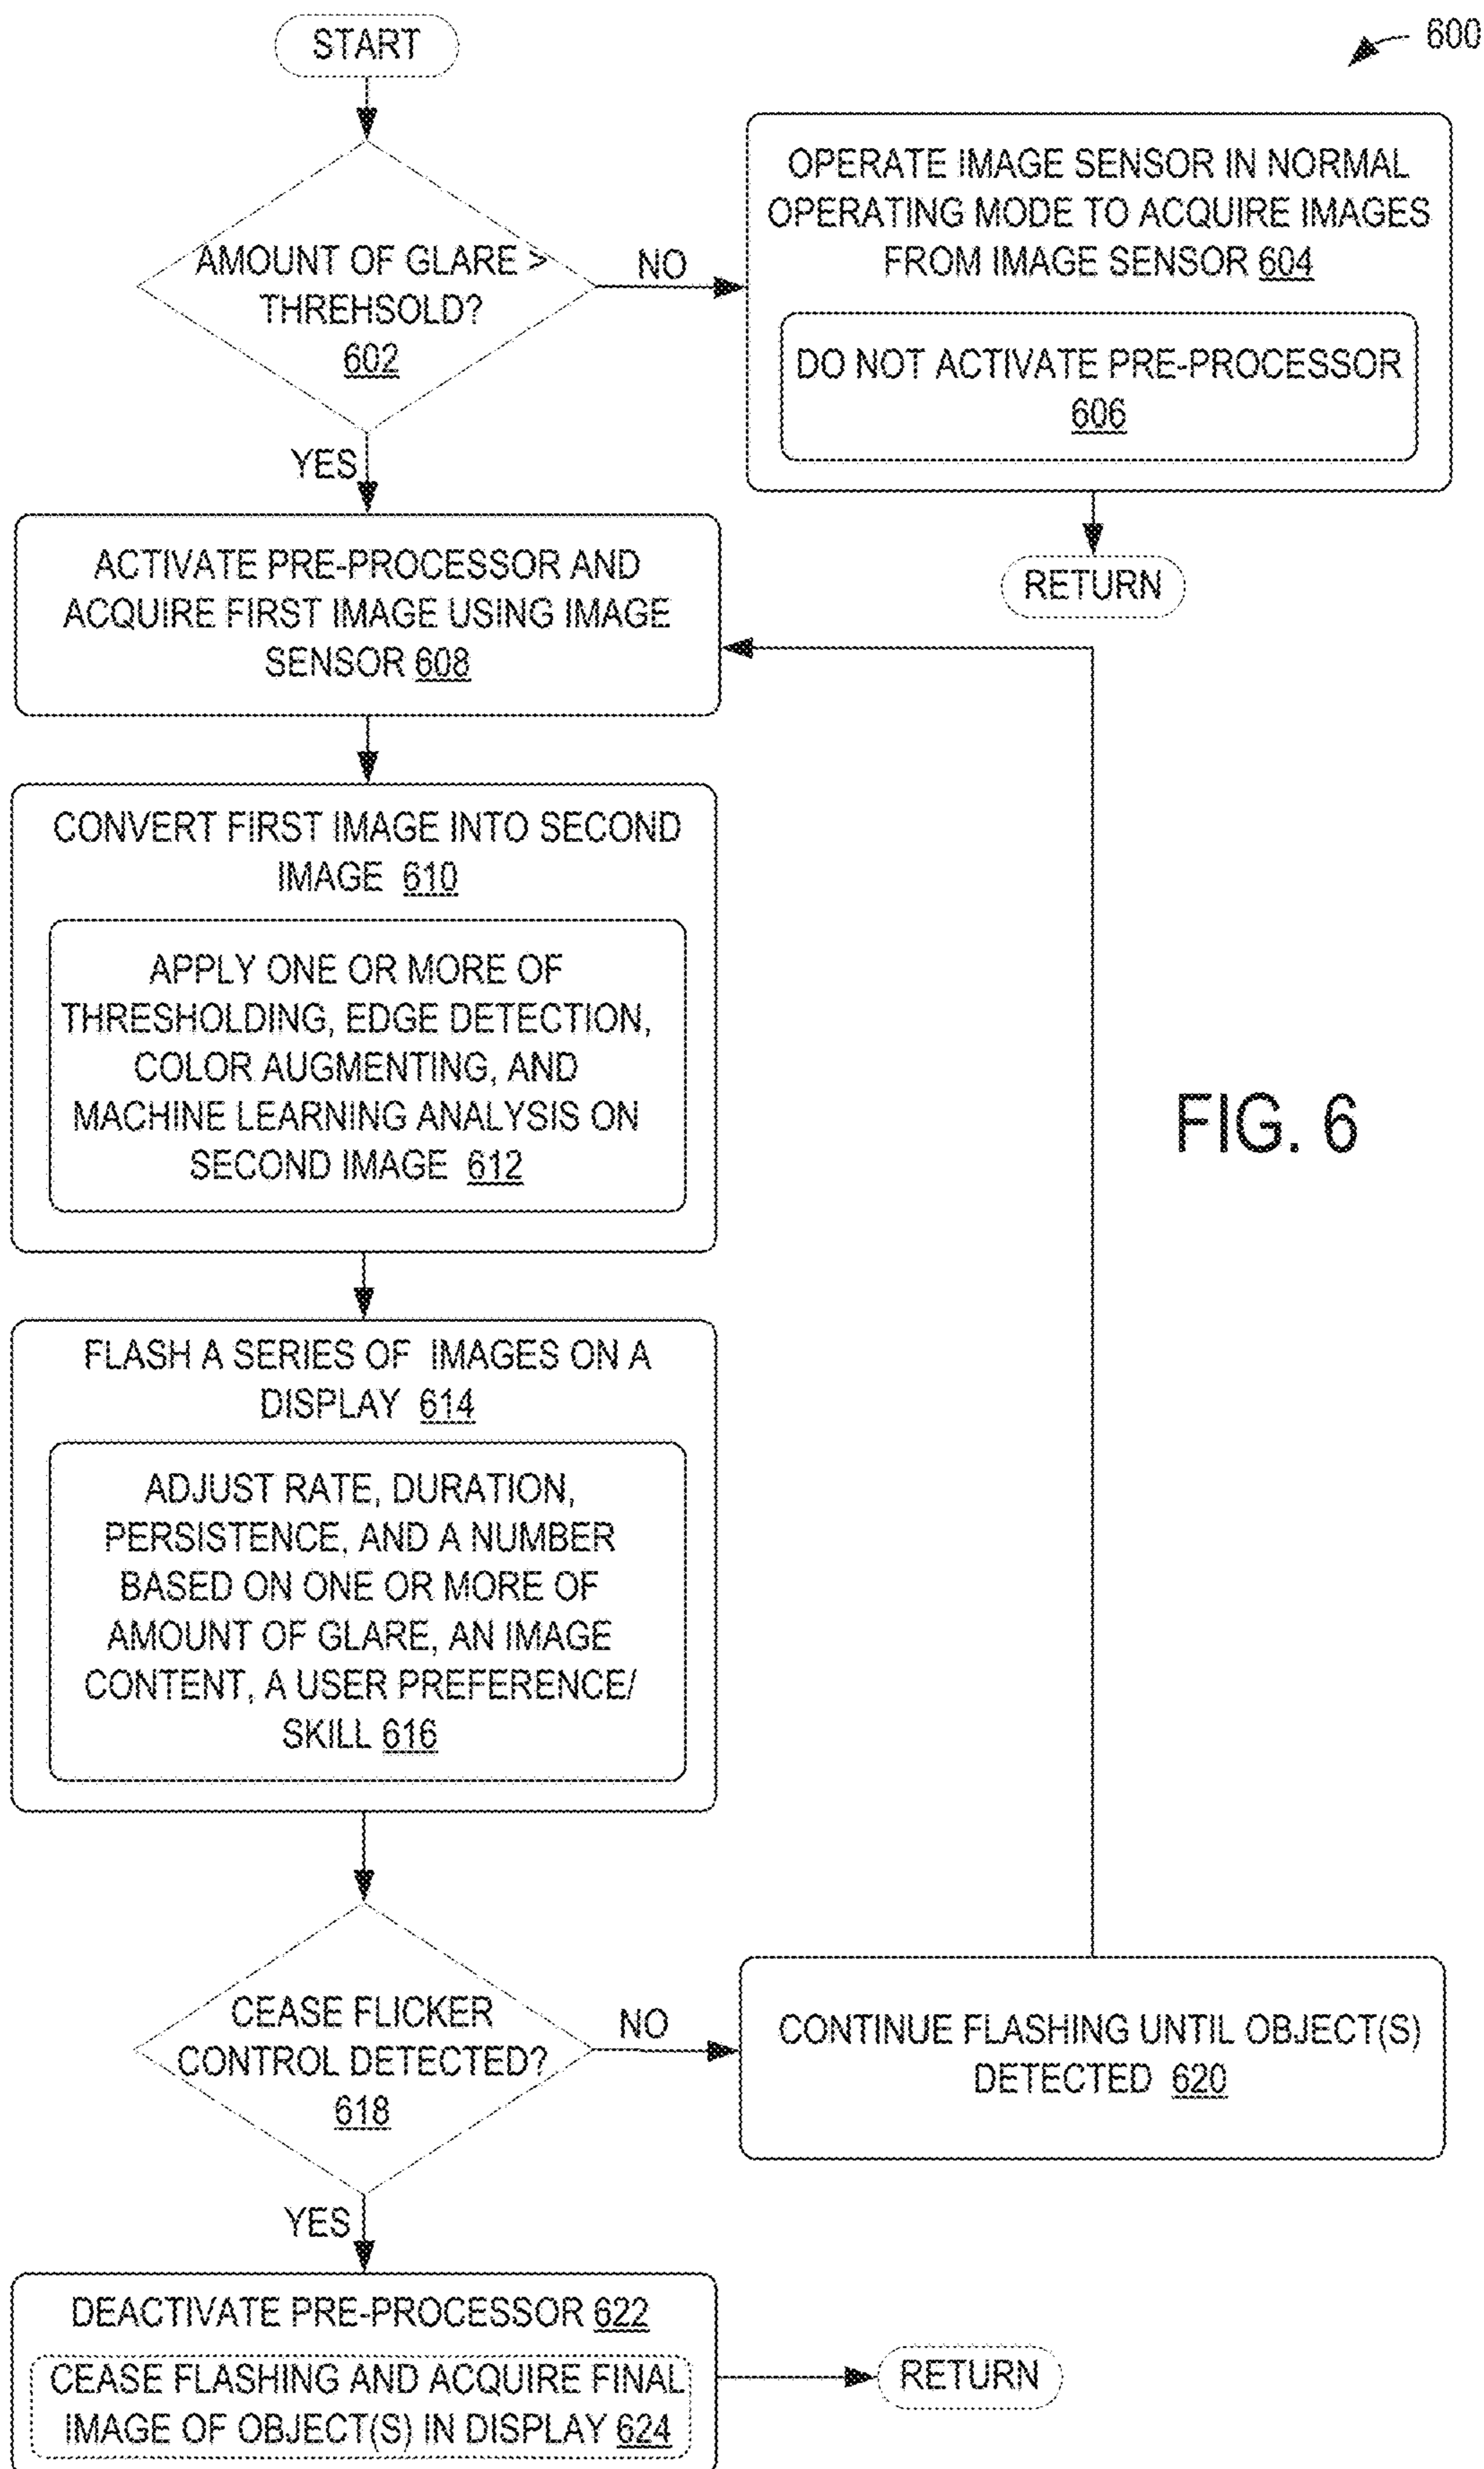 START
600
AMOUNT OF GLARE >
THREHSOLD?
602
NO
YES
OPERATE IMAGE SENSOR IN NORMAL
OPERATING MODE TO ACQUIRE IMAGES
FROM IMAGE SENSOR 604
DO NOT ACTIVATE PRE-PROCESSOR
606
RETURN
ACTIVATE PRE-PROCESSOR AND
ACQUIRE FIRST IMAGE USING IMAGE
SENSOR 608
CONVERT FIRST IMAGE INTO SECOND
IMAGE 610
APPLY ONE OR MORE OF
THRESHOLDING, EDGE DETECTION,
COLOR AUGMENTING, AND
MACHINE LEARNING ANALYSIS ON
SECOND IMAGE 612
FIG. 6
FLASH A SERIES OF IMAGES ON A
DISPLAY 614
ADJUST RATE, DURATION,
PERSISTENCE, AND A NUMBER
BASED ON ONE OR MORE OF
AMOUNT OF GLARE, AN IMAGE
CONTENT, A USER PREFERENCE/
SKILL 616
CEASE FLICKER
CONTROL DETECTED?
618
NO
YES
CONTINUE FLASHING UNTIL OBJECT(S)
DETECTED 620
DEACTIVATE PRE-PROCESSOR 622
CEASE FLASHING AND ACQUIRE FINAL
IMAGE OF OBJECT(S) IN DISPLAY 624
RETURN